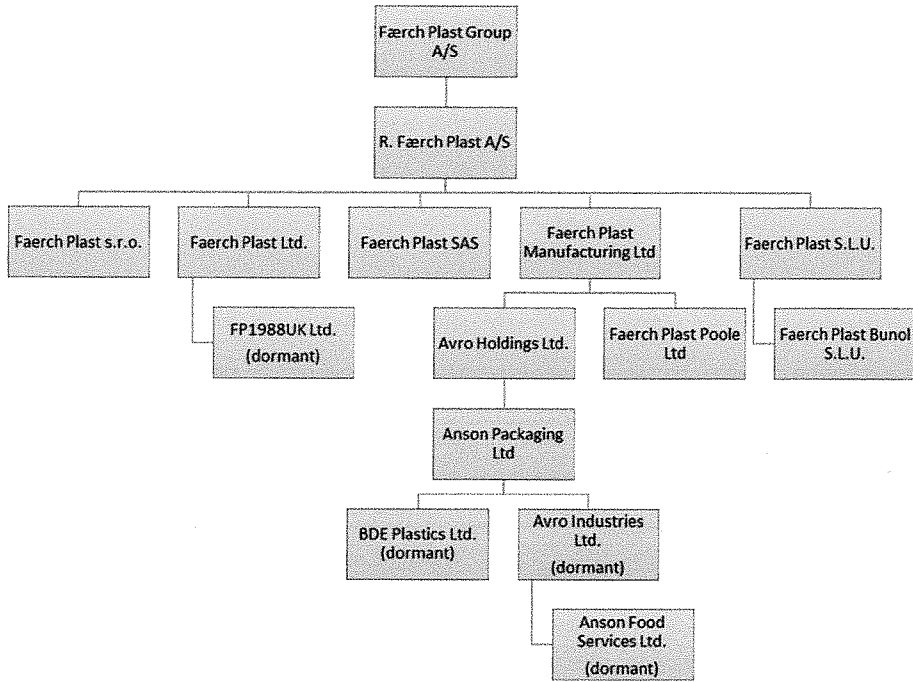 Færch Plast Group
A/S
R. Færch Plast A/S
Faerch Plast s.r.o.
Faerch Plast Ltd.
Faerch Plast SAS
Faerch Plast
Manufacturing Ltd
Faerch Plast S.L.U.
FP1988UK Ltd.
(dormant)
Avro Holdings Ltd.
Faerch Plast Poole
Ltd
Faerch Plast Bunol
S.L.U.
Anson Packaging
Ltd
BDE Plastics Ltd.
(dormant)
Avro Industries
Ltd.
(dormant)
Anson Food
Services Ltd.
(dormant)